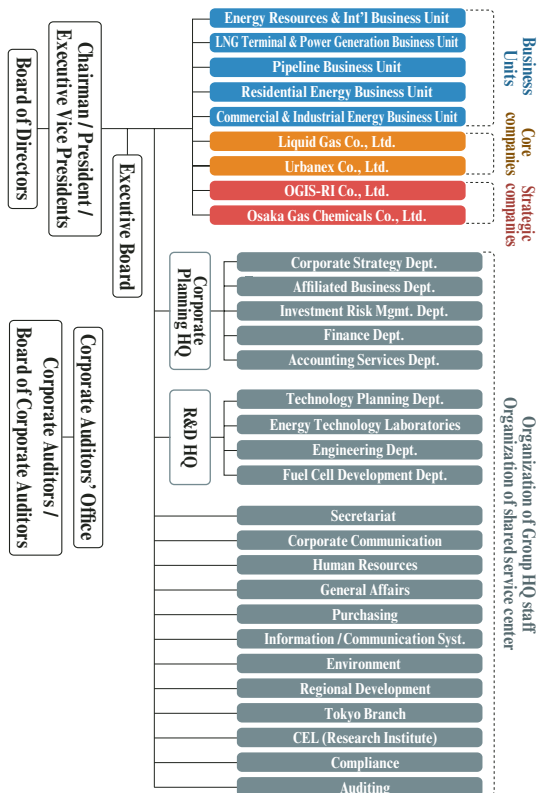 Business
Units
Core
companies
Strategic
companies
Organization of Group HQ staff
Organization of shared service center
Energy Resources & Int'l Business Unit
LNG Terminal & Power Generation Business Unit
Pipeline Business Unit
Residential Energy Business Unit
Commercial & Industrial Energy Business Unit
Liquid Gas Co., Ltd.
Urbanex Co., Ltd.
OGIS-RI Co., Ltd.
Osaka Gas Chemicals Co., Ltd.
Board of Directors
Chairman / President /
Executive Vice Presidents
Executive Board
Corporate
Planning HQ
Corporate Strategy Dept.
Affiliated Business Dept.
Investment Risk Mgmt. Dept.
Finance Dept.
Accounting Services Dept.
R&D HQ
Technology Planning Dept.
Energy Technology Laboratories
Engineering Dept.
Fuel Cell Development Dept.
Corporate Auditors' Office
Corporate Auditors /
Board of Corporate Auditors
Secretariat
Corporate Communication
Human Resources
General Affairs
Purchasing
Information / Communication Syst.
Environment
Regional Development
Tokyo Branch
CEL (Research Institute)
Compliance
Auditing